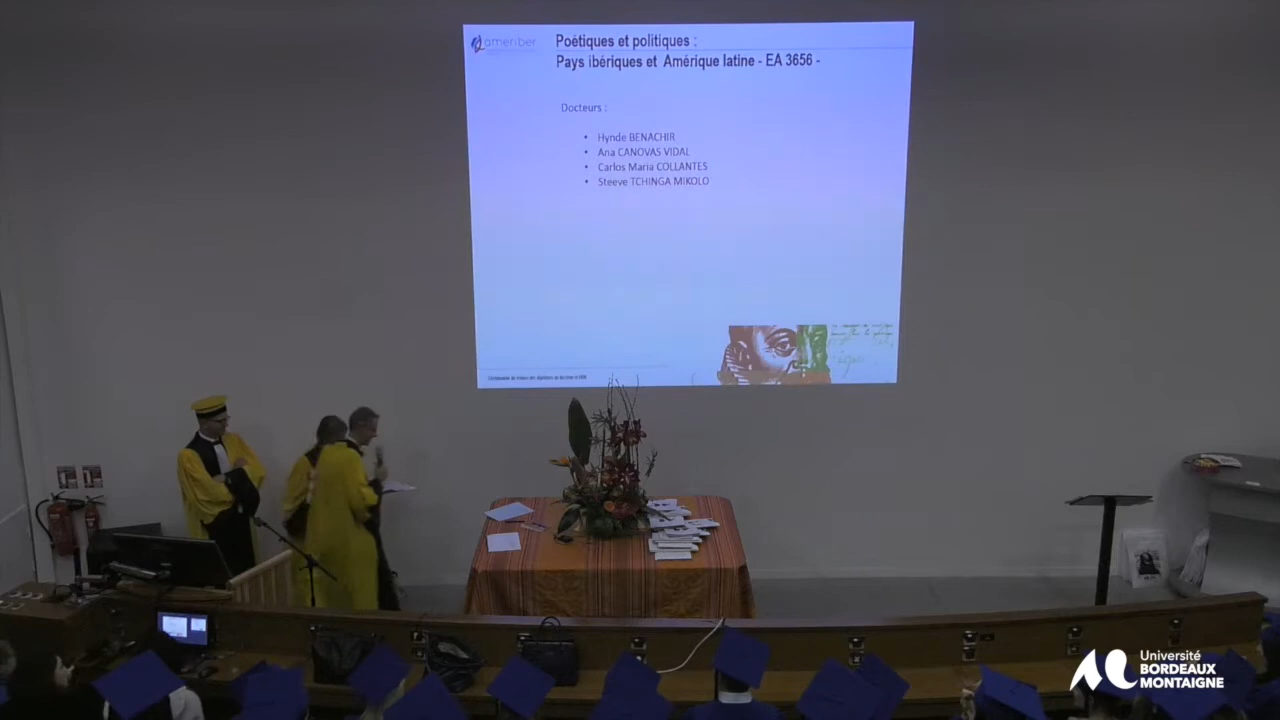 ameriber
Poètiques et politiques :
Pays ibériques et Amérique latine - EA 3656 -
Docteurs :
• Hynde BENACHIR
• Ana CANOVAS VIDAL
• Carlos Maria COLLANTES
• Steeve TCHINGA MIKOLO
Université
BORDEAUX
MONTAIGNE